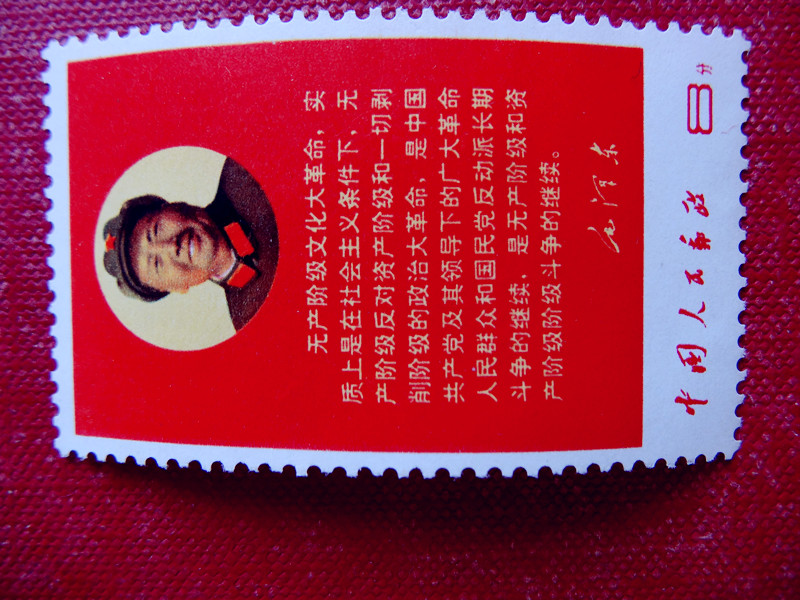 无产阶级文化大革命，实
质上是在社会主义条件下，无
产阶级反对资产阶级和一切剥
削阶级的政治大革命，是中国
共产党及其领导下的广大革命
人民群众和国民党反动派长期
斗争的继续，是无产阶级和资
产阶级阶级斗争的继续。
毛泽东
中国人民邮政
8分